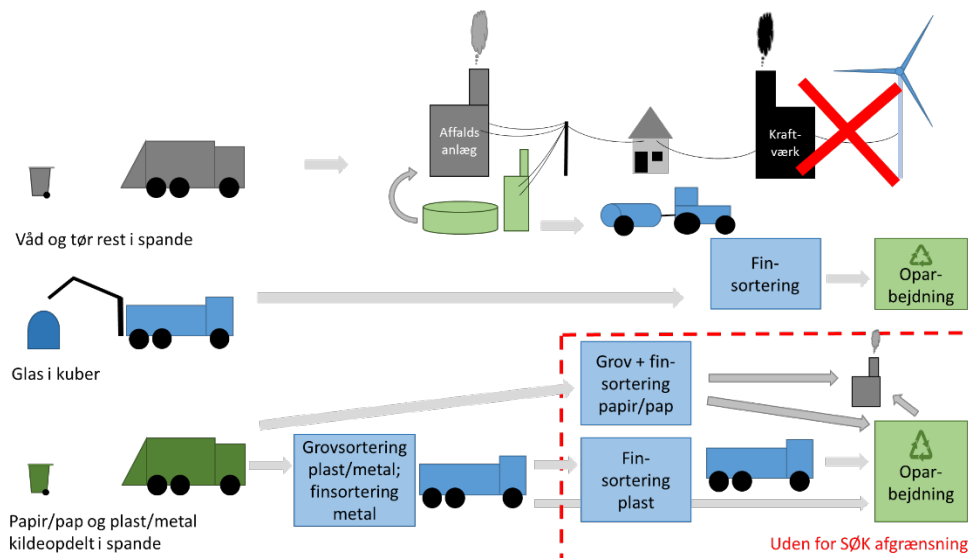 Affalds
anlæg
Kraft-
værk
Våd og tør rest i spande
Fin-
sortering
Opar-
bejdning
Glas i kuber
Grov + fin-
sortering
papir/pap
Grovsortering
plast/metal;
finsortering
metal
Fin-
sortering
plast
Opar-
bejdning
Papir/pap og plast/metal
kildeopdelt i spande
Uden for SØK afgrænsning